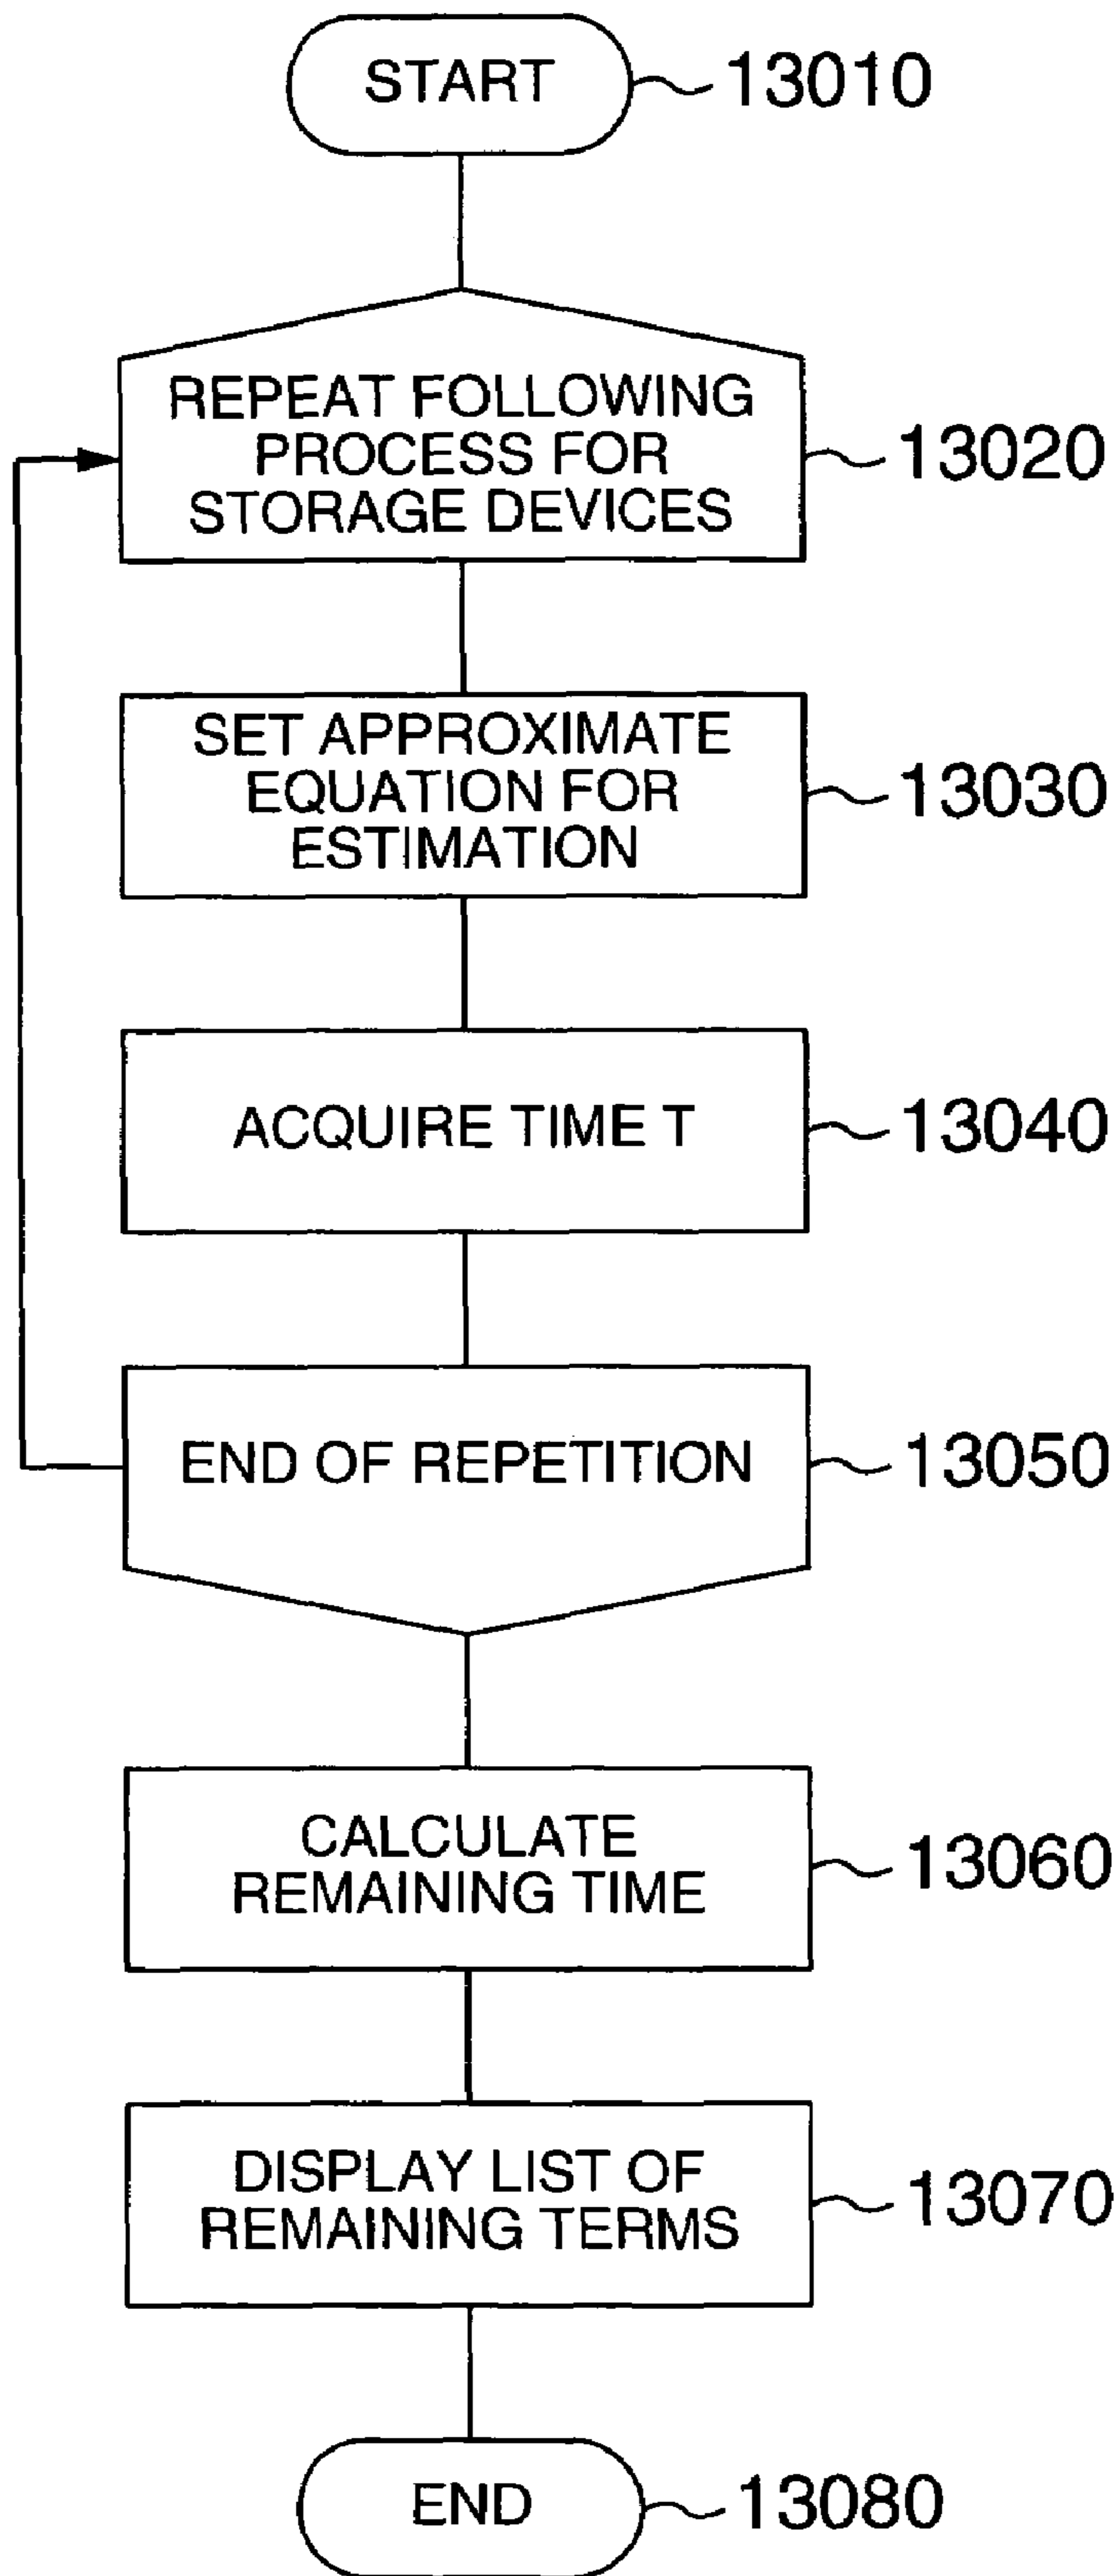 START
13010
REPEAT FOLLOWING
PROCESS FOR
STORAGE DEVICES
13020
SET APPROXIMATE
EQUATION FOR
ESTIMATION
13030
ACQUIRE TIME T
13040
END OF REPETITION
13050
CALCULATE
REMAINING TIME
13060
DISPLAY LIST OF
REMAINING TERMS
13070
END
13080